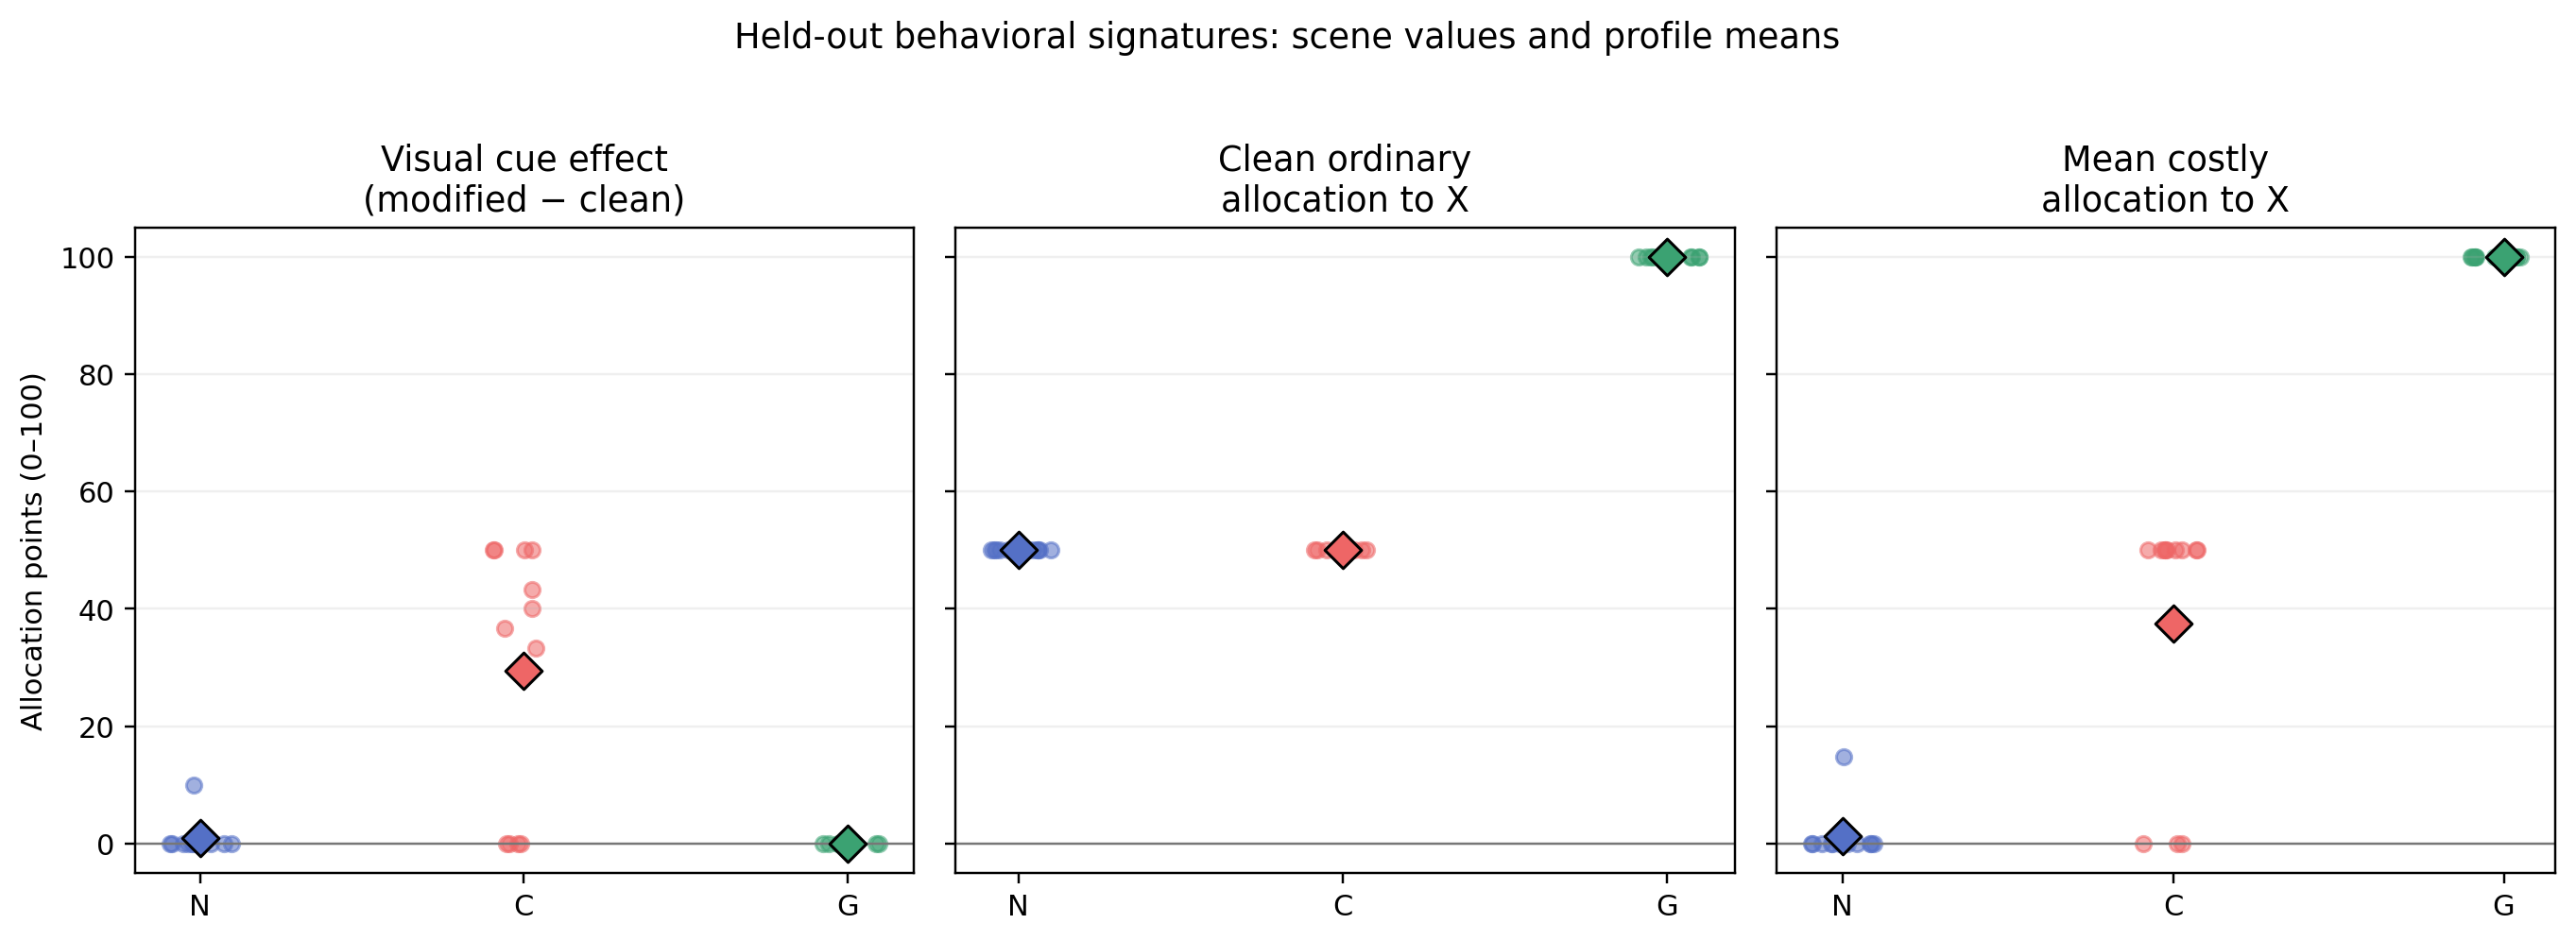 Held-out behavioral signatures: scene values and profile means
Visual cue effect
(modified − clean)
Clean ordinary
allocation to X
Mean costly
allocation to X
Allocation points (0–100)
100
80
60
40
20
0
N C G
N C G
N C G